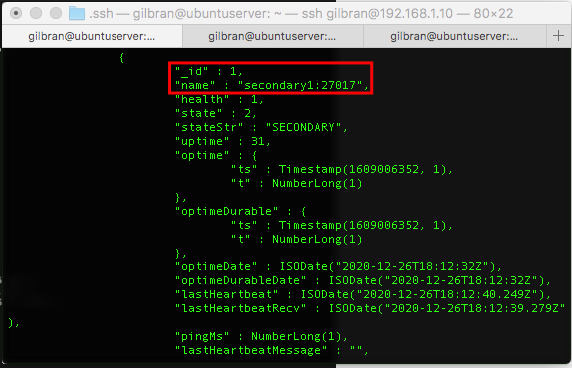 .ssh — gilbran@ubuntuserver: ~ — ssh gilbran@192.168.1.10 — 80×22
gilbran@ubuntuserver:... gilbran@ubuntuserver:... gilbran@ubuntuserver:... +
{
"_id" : 1,
"name" : "secondary1:27017",
"health" : 1,
"state" : 2,
"stateStr" : "SECONDARY",
"uptime" : 31,
"optime" : {
"ts" : Timestamp(1609006352, 1),
"t" : NumberLong(1)
},
"optimeDurable" : {
"ts" : Timestamp(1609006352, 1),
"t" : NumberLong(1)
},
"optimeDate" : ISODate("2020-12-26T18:12:32Z"),
"optimeDurableDate" : ISODate("2020-12-26T18:12:32Z"),
"lastHeartbeat" : ISODate("2020-12-26T18:12:40.249Z"),
"lastHeartbeatRecv" : ISODate("2020-12-26T18:12:39.279Z"
),
"pingMs" : NumberLong(1),
"lastHeartbeatMessage" : "",